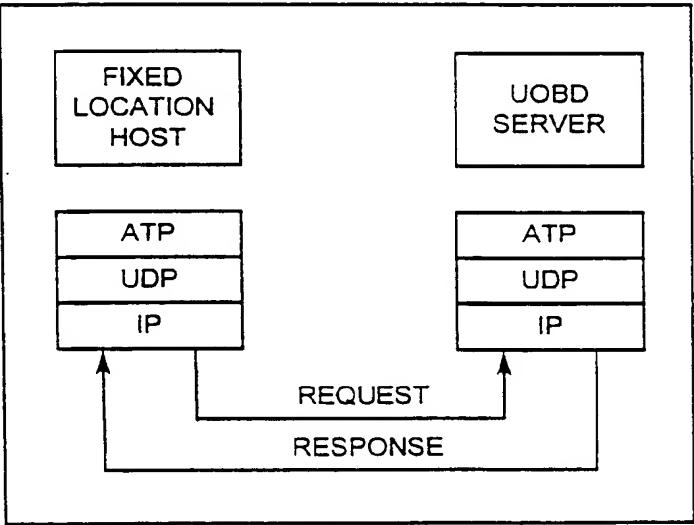 FIXED
LOCATION
HOST
UOBD
SERVER
ATP
UDP
IP
ATP
UDP
IP
REQUEST
RESPONSE